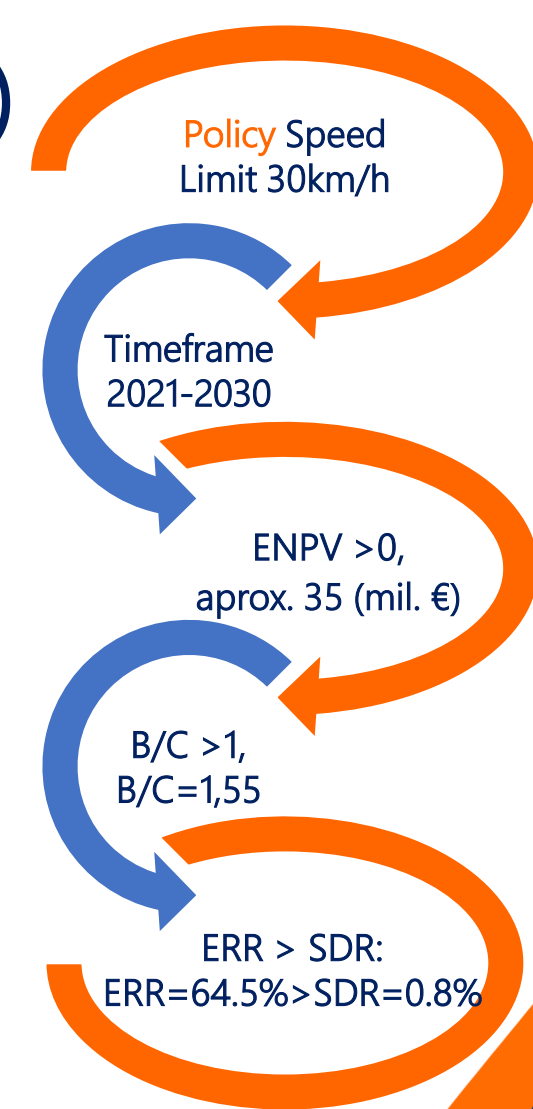 Policy Speed
Limit 30km/h
Timeframe
2021-2030
ENPV >0,
aprox. 35 (mil. €)
B/C >1,
B/C=1,55
ERR > SDR:
ERR=64.5%>SDR=0.8%